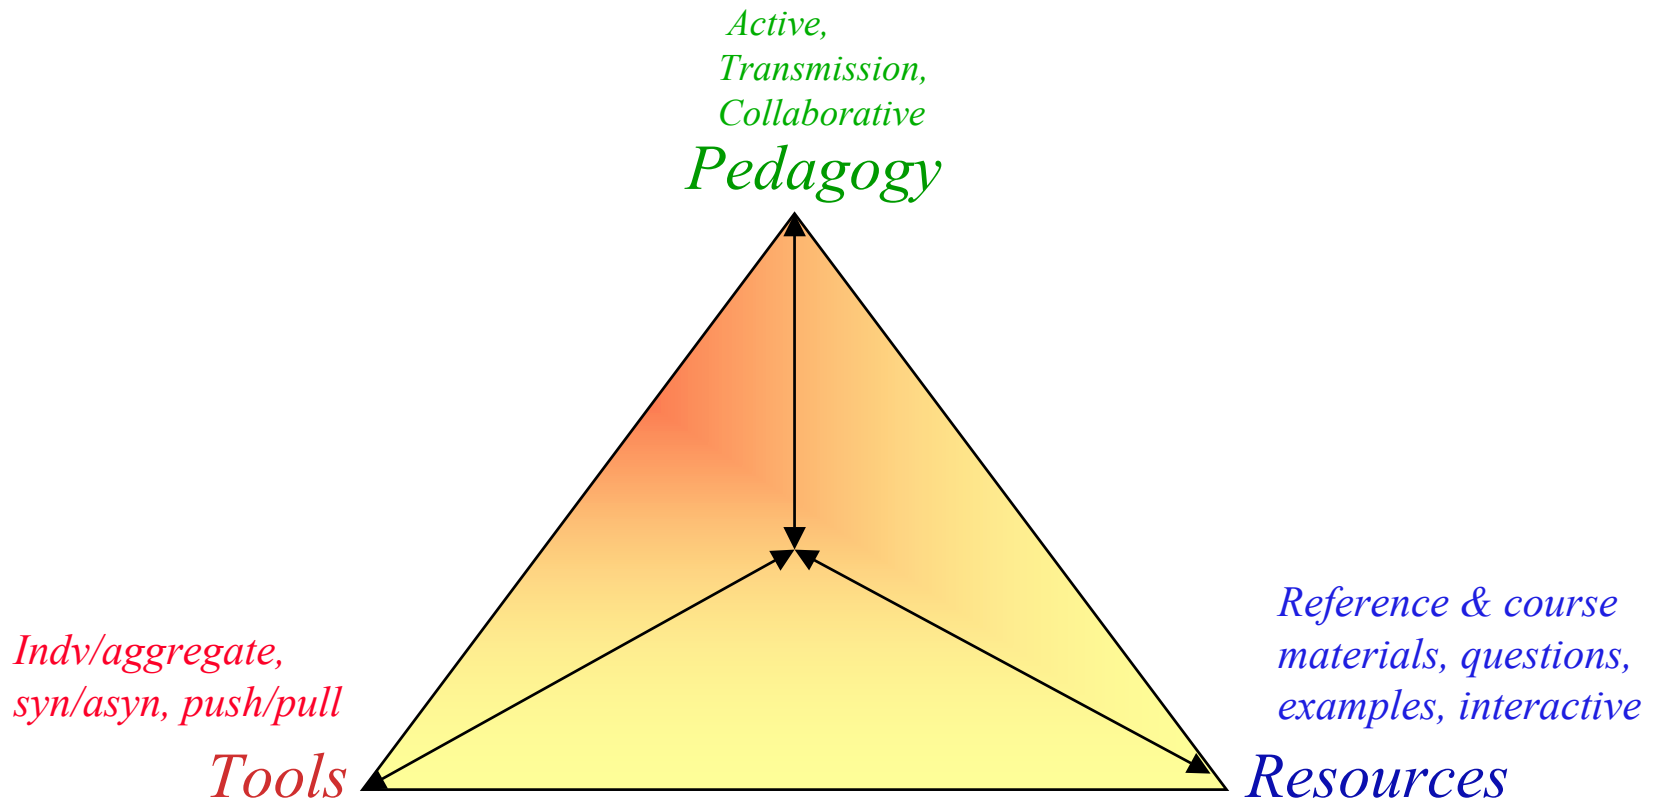 Active,
Transmission,
Collaborative
Pedagogy
Indv/aggregate,
syn/asyn, push/pull
Tools
Reference & course
materials, questions,
examples, interactive
Resources